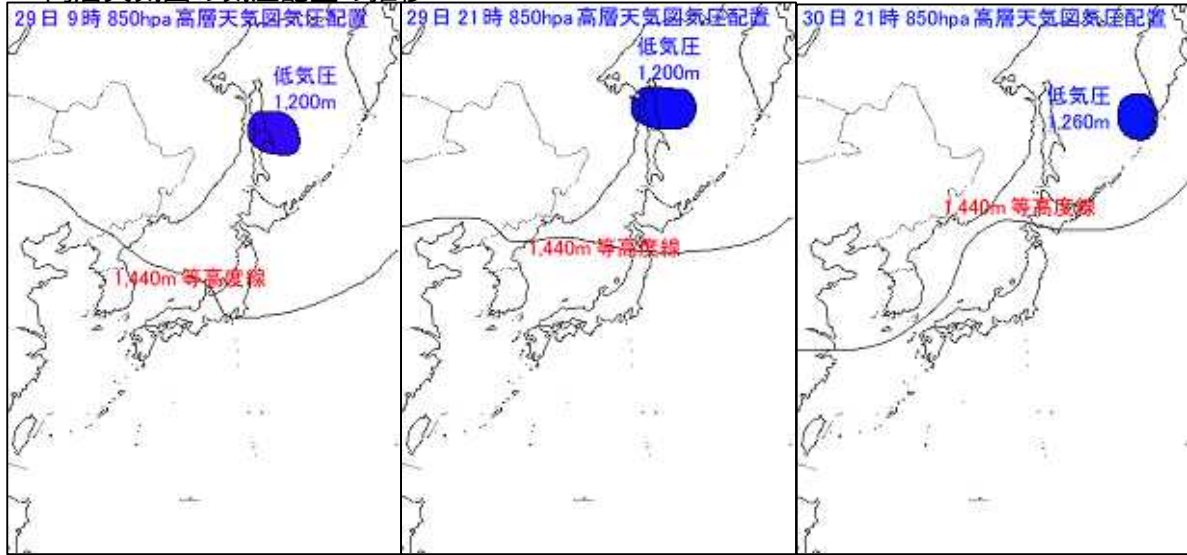 29日 9時 850hpa 高層天気図気圧配置
低気圧
1,200m
1,440m 等高度線
29日 21時 850hpa 高層天気図気圧配置
低気圧
1,200m
1,440m 等高度線
30日 21時 850hpa 高層天気図気圧配置
低気圧
1,260m
1,440m 等高度線